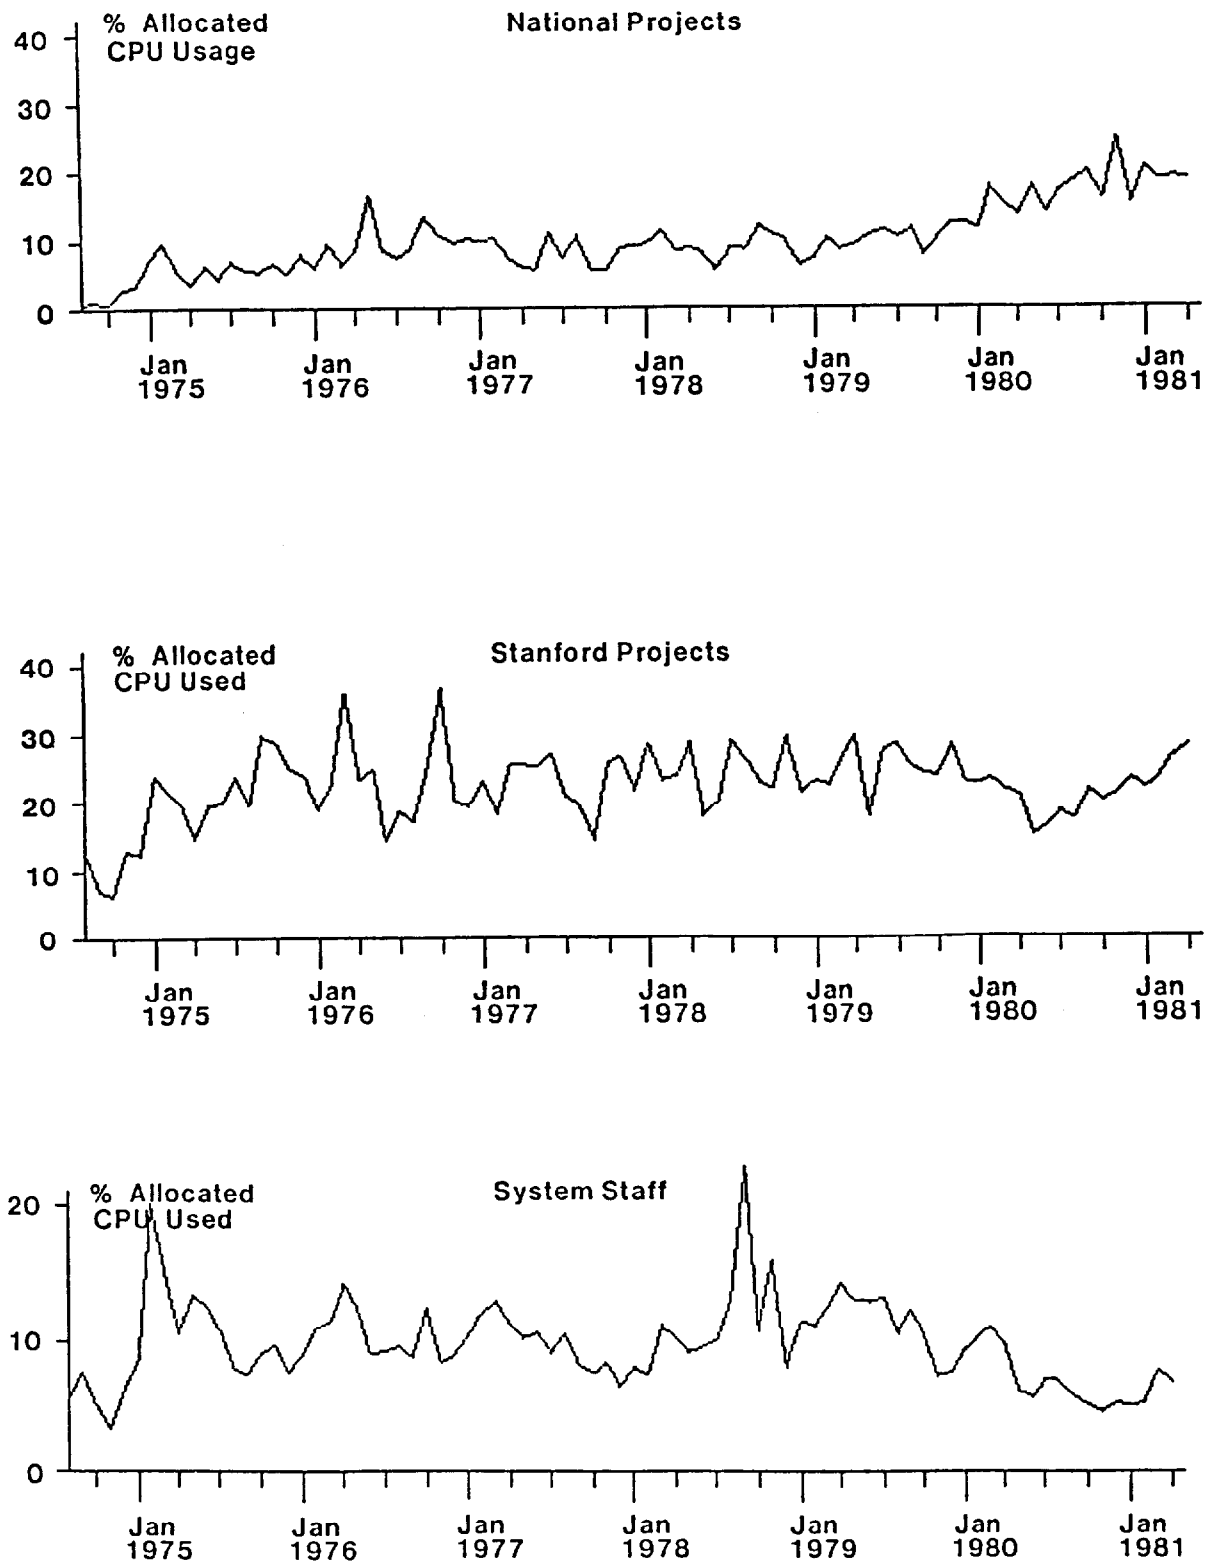 % Allocated National Projects
CPU Usage
40
30
20
10
0
Jan Jan Jan Jan Jan Jan Jan
1975 1976 1977 1978 1979 1980 1981
% Allocated Stanford Projects
CPU Used
40
30
20
10
0
Jan Jan Jan Jan Jan Jan Jan
1975 1976 1977 1978 1979 1980 1981
% Allocated System Staff
CPU Used
20
10
0
Jan Jan Jan Jan Jan Jan Jan
1975 1976 1977 1978 1979 1980 1981